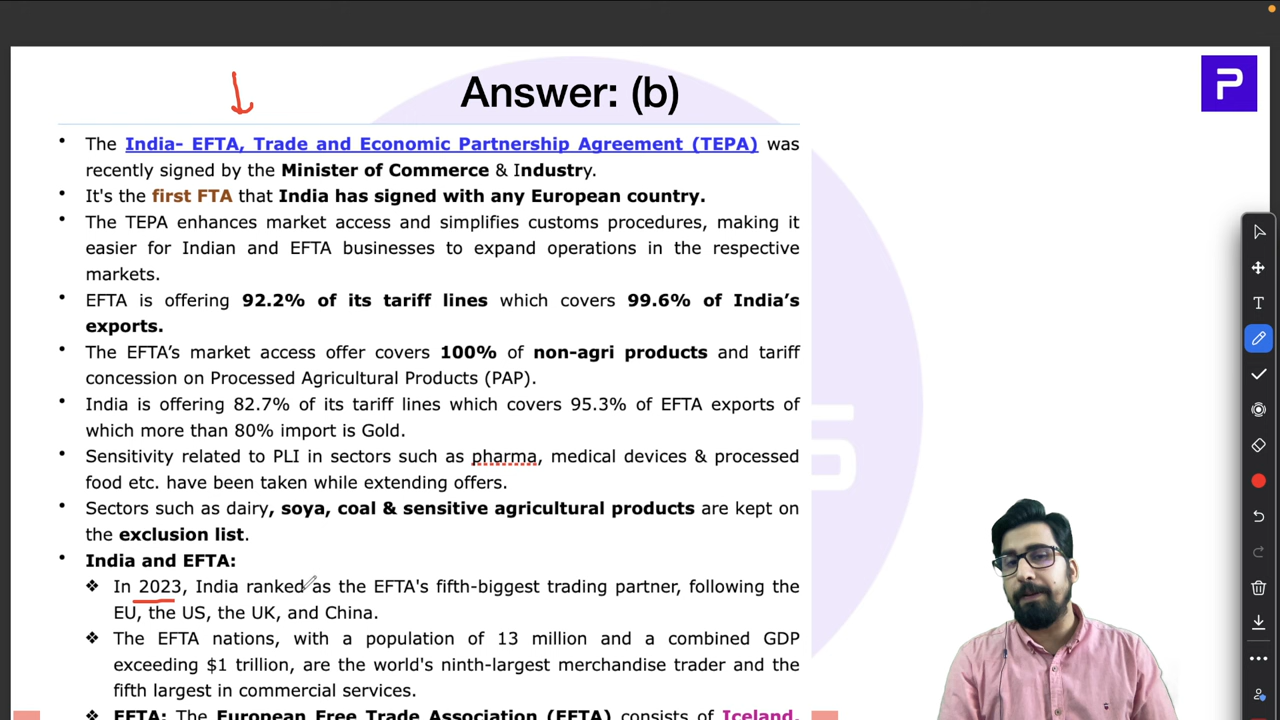 Answer: (b)
P
• The India- EFTA, Trade and Economic Partnership Agreement (TEPA) was
recently signed by the Minister of Commerce & Industry.
• It's the first FTA that India has signed with any European country.
• The TEPA enhances market access and simplifies customs procedures, making it
easier for Indian and EFTA businesses to expand operations in the respective
markets.
• EFTA is offering 92.2% of its tariff lines which covers 99.6% of India’s
exports.
• The EFTA’s market access offer covers 100% of non-agri products and tariff
concession on Processed Agricultural Products (PAP).
• India is offering 82.7% of its tariff lines which covers 95.3% of EFTA exports of
which more than 80% import is Gold.
• Sensitivity related to PLI in sectors such as pharma, medical devices & processed
food etc. have been taken while extending offers.
• Sectors such as dairy, soya, coal & sensitive agricultural products are kept on
the exclusion list.
• India and EFTA:
❖ In 2023, India ranked as the EFTA's fifth-biggest trading partner, following the
EU, the US, the UK, and China.
❖ The EFTA nations, with a population of 13 million and a combined GDP
exceeding $1 trillion, are the world's ninth-largest merchandise trader and the
fifth largest in commercial services.
❖ EFTA: The European Free Trade Association (EFTA) consists of Iceland,